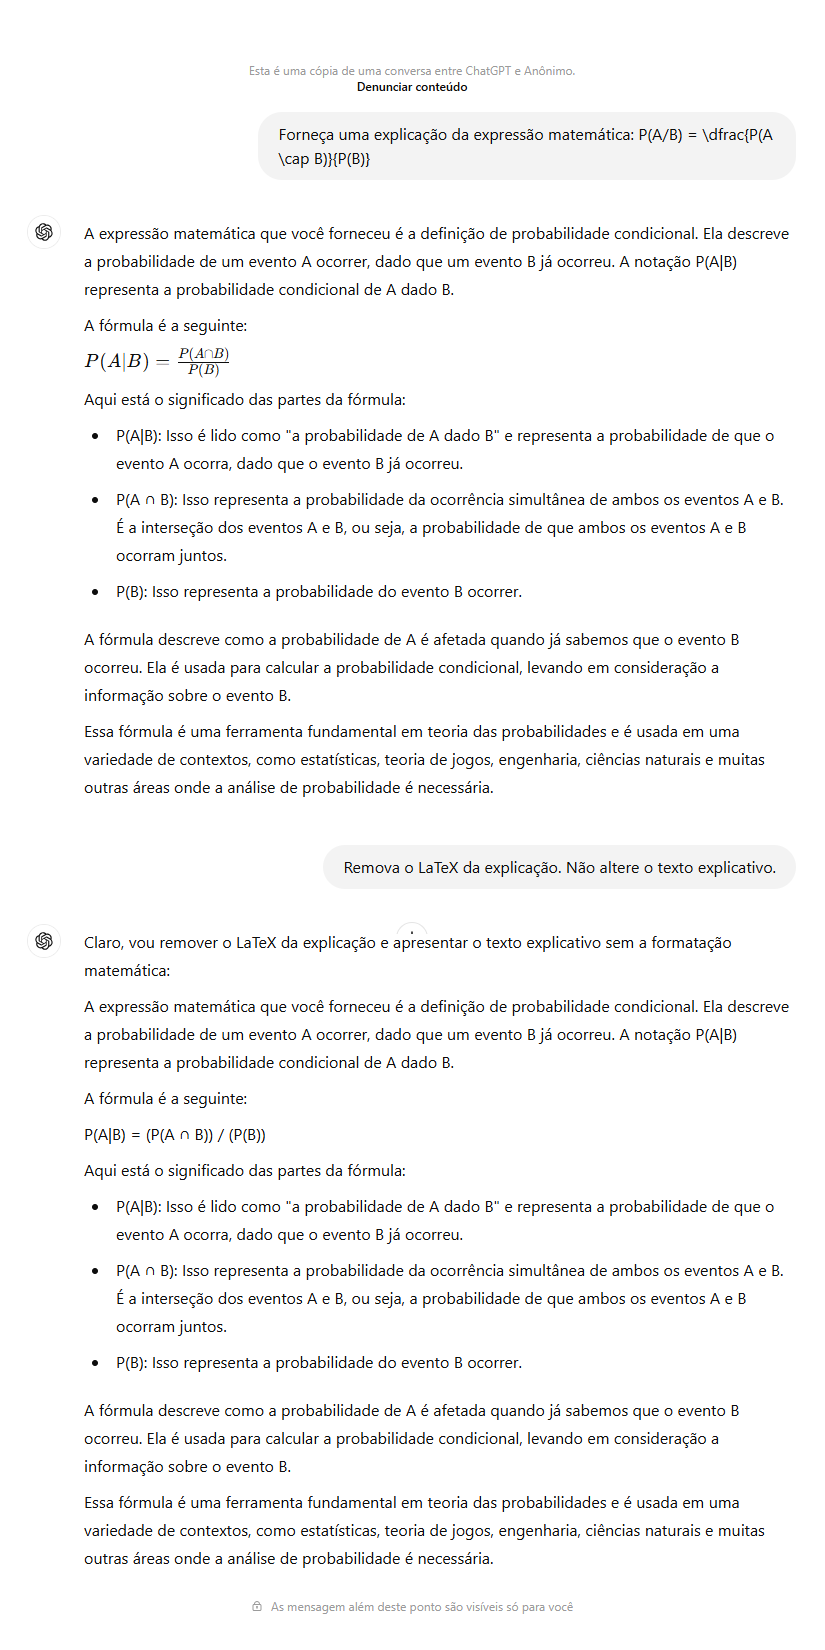 Esta é uma cópia de uma conversa entre ChatGPT e Anônimo.
Denunciar conteúdo
Forneça uma explicação da expressão matemática: P(A/B) = \dfrac{P(A
\cap B)}{P(B)}
A expressão matemática que você forneceu é a definição de probabilidade condicional. Ela descreve
a probabilidade de um evento A ocorrer, dado que um evento B já ocorreu. A notação P(A|B)
representa a probabilidade condicional de A dado B.
A fórmula é a seguinte:
P(A|B) = P(A∩B) / P(B)
Aqui está o significado das partes da fórmula:
• P(A|B): Isso é lido como "a probabilidade de A dado B" e representa a probabilidade de que o
evento A ocorra, dado que o evento B já ocorreu.
• P(A ∩ B): Isso representa a probabilidade da ocorrência simultânea de ambos os eventos A e B.
É a interseção dos eventos A e B, ou seja, a probabilidade de que ambos os eventos A e B
ocorram juntos.
• P(B): Isso representa a probabilidade do evento B ocorrer.
A fórmula descreve como a probabilidade de A é afetada quando já sabemos que o evento B
ocorreu. Ela é usada para calcular a probabilidade condicional, levando em consideração a
informação sobre o evento B.
Essa fórmula é uma ferramenta fundamental em teoria das probabilidades e é usada em uma
variedade de contextos, como estatísticas, teoria de jogos, engenharia, ciências naturais e muitas
outras áreas onde a análise de probabilidade é necessária.
Remova o LaTeX da explicação. Não altere o texto explicativo.
Claro, vou remover o LaTeX da explicação e apresentar o texto explicativo sem a formatação
matemática:
A expressão matemática que você forneceu é a definição de probabilidade condicional. Ela descreve
a probabilidade de um evento A ocorrer, dado que um evento B já ocorreu. A notação P(A|B)
representa a probabilidade condicional de A dado B.
A fórmula é a seguinte:
P(A|B) = (P(A ∩ B)) / (P(B))
Aqui está o significado das partes da fórmula:
• P(A|B): Isso é lido como "a probabilidade de A dado B" e representa a probabilidade de que o
evento A ocorra, dado que o evento B já ocorreu.
• P(A ∩ B): Isso representa a probabilidade da ocorrência simultânea de ambos os eventos A e B.
É a interseção dos eventos A e B, ou seja, a probabilidade de que ambos os eventos A e B
ocorram juntos.
• P(B): Isso representa a probabilidade do evento B ocorrer.
A fórmula descreve como a probabilidade de A é afetada quando já sabemos que o evento B
ocorreu. Ela é usada para calcular a probabilidade condicional, levando em consideração a
informação sobre o evento B.
Essa fórmula é uma ferramenta fundamental em teoria das probabilidades e é usada em uma
variedade de contextos, como estatísticas, teoria de jogos, engenharia, ciências naturais e muitas
outras áreas onde a análise de probabilidade é necessária.
As mensagem além deste ponto são visíveis só para você